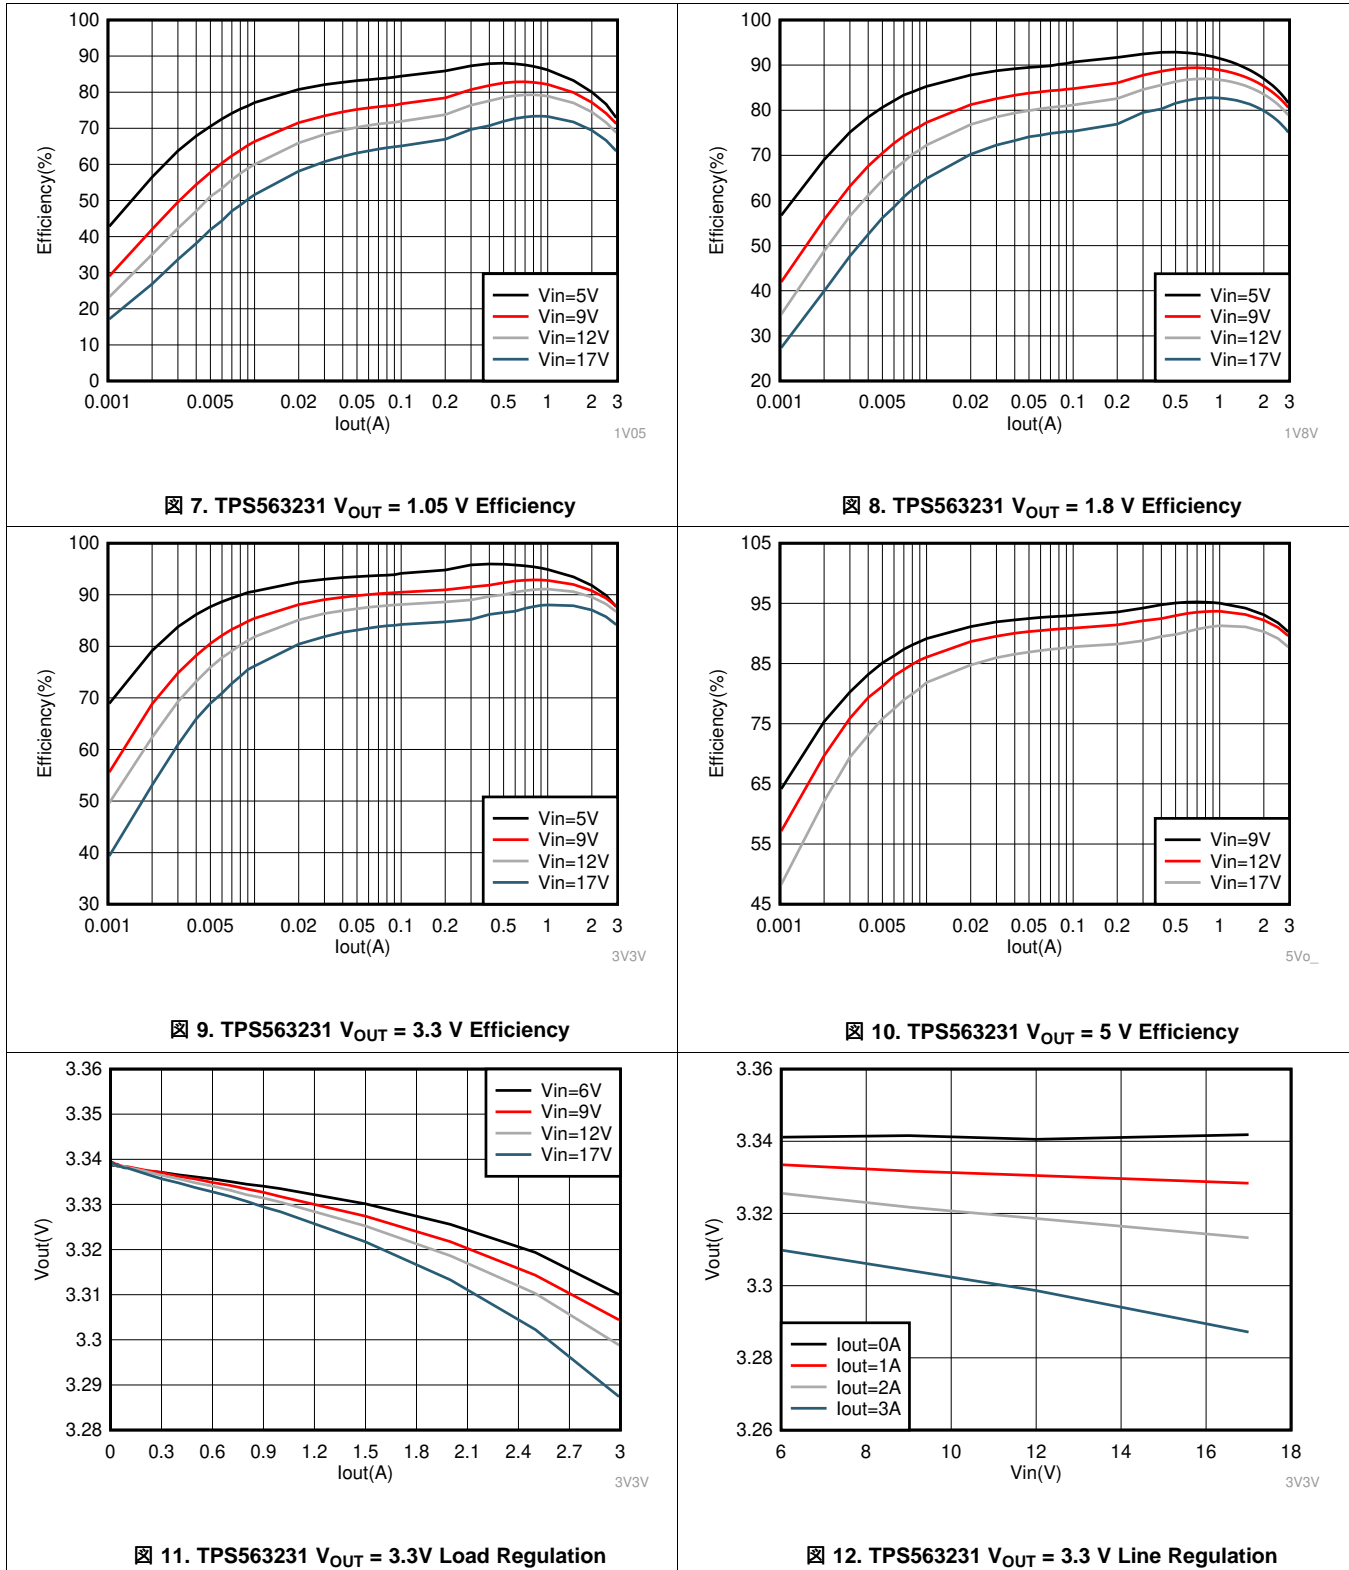 100
90
80
70
60
50
40
30
20
10
0
Efficiency(%)
Vin=5V
Vin=9V
Vin=12V
Vin=17V
0.001 0.005 0.02 0.05 0.1 0.2 0.5 1 2 3
Iout(A)
1V05
図 7. TPS563231 VOUT = 1.05 V Efficiency
100
90
80
70
60
50
40
30
20
Efficiency(%)
Vin=5V
Vin=9V
Vin=12V
Vin=17V
0.001 0.005 0.02 0.05 0.1 0.2 0.5 1 2 3
Iout(A)
1V8V
図 8. TPS563231 VOUT = 1.8 V Efficiency
100
90
80
70
60
50
40
30
Efficiency(%)
Vin=5V
Vin=9V
Vin=12V
Vin=17V
0.001 0.005 0.02 0.05 0.1 0.2 0.5 1 2 3
Iout(A)
3V3V
図 9. TPS563231 VOUT = 3.3 V Efficiency
105
95
85
75
65
55
45
Efficiency(%)
Vin=9V
Vin=12V
Vin=17V
0.001 0.005 0.02 0.05 0.1 0.2 0.5 1 2 3
Iout(A)
5Vo_
図 10. TPS563231 VOUT = 5 V Efficiency
3.36
3.35
3.34
3.33
3.32
3.31
3.3
3.29
3.28
Vout(V)
Vin=6V
Vin=9V
Vin=12V
Vin=17V
0 0.3 0.6 0.9 1.2 1.5 1.8 2.1 2.4 2.7 3
Iout(A)
3V3V
図 11. TPS563231 VOUT = 3.3V Load Regulation
3.36
3.34
3.32
3.3
3.28
3.26
Vout(V)
Iout=0A
Iout=1A
Iout=2A
Iout=3A
6 8 10 12 14 16 18
Vin(V)
3V3V
図 12. TPS563231 VOUT = 3.3 V Line Regulation